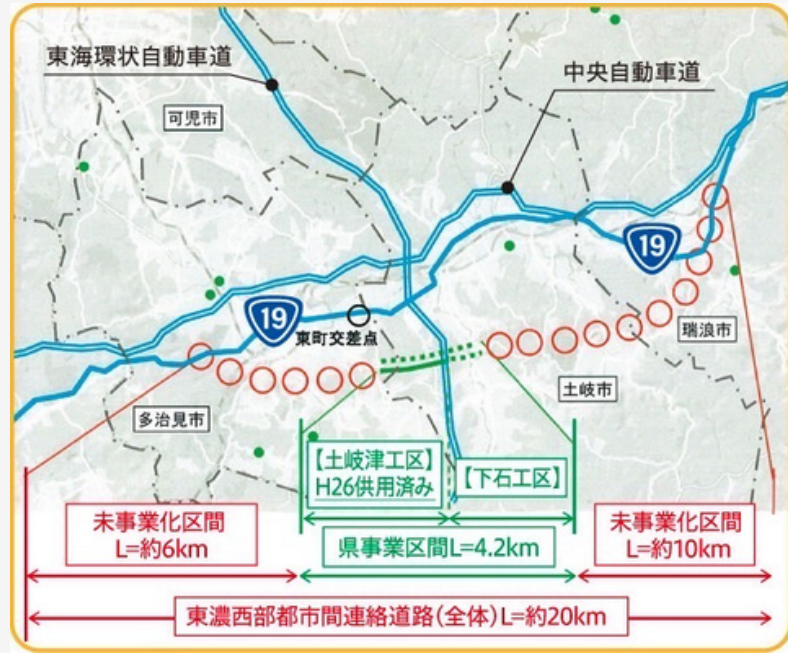 東海環状自動車道
中央自動車道
可児市
19
19
東町交差点
瑞浪市
土岐市
多治見市
【土岐津工区】
H26供用済み
【下石工区】
未事業化区間
L=約6km
県事業区間L=4.2km
未事業化区間
L=約10km
東濃西部都市間連絡道路(全体)L=約20km